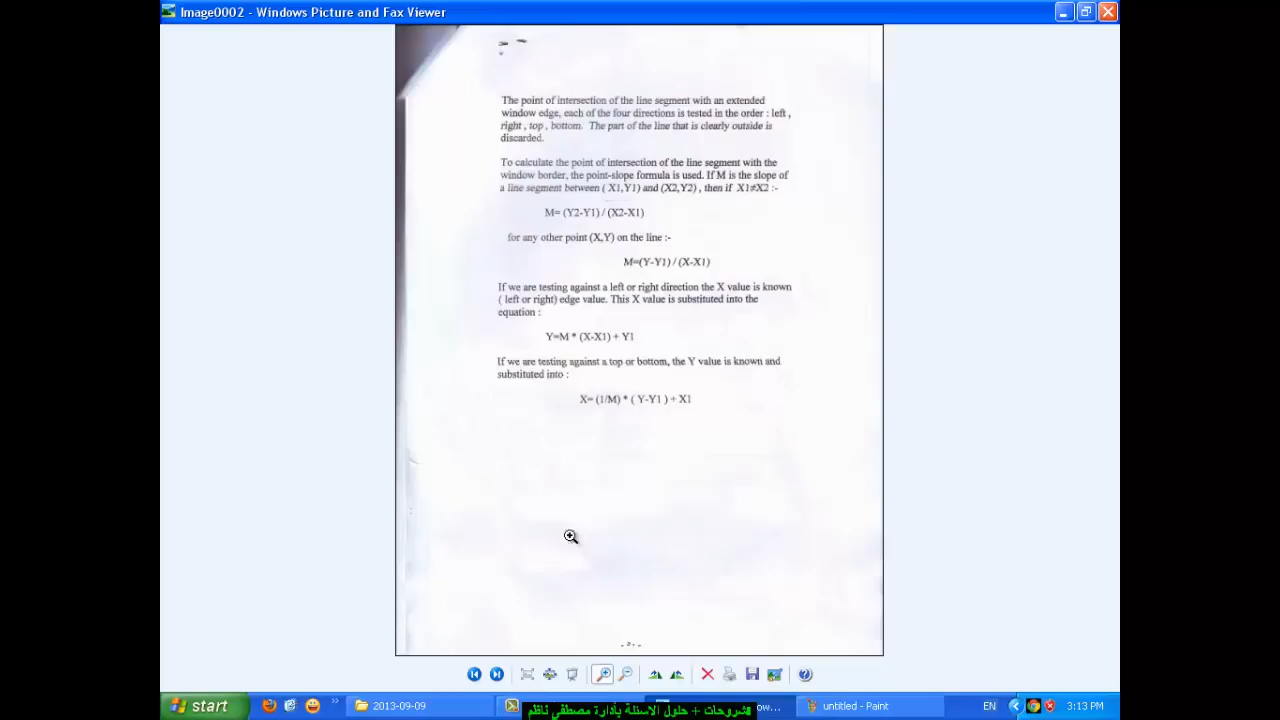 Image0002 - Windows Picture and Fax Viewer
The point of intersection of the line segment with an extended
window edge, each of the four directions is tested in the order : left ,
right , top , bottom. The part of the line that is clearly outside is
discarded.
To calculate the point of intersection of the line segment with the
window border, the point-slope formula is used. If M is the slope of
a line segment between ( X1,Y1) and (X2,Y2) , then if X1≠X2 :-
M= (Y2-Y1) / (X2-X1)
for any other point (X,Y) on the line :-
M=(Y-Y1) / (X-X1)
If we are testing against a left or right direction the X value is known
( left or right) edge value. This X value is substituted into the
equation :
Y=M * (X-X1) + Y1
If we are testing against a top or bottom, the Y value is known and
substituted into :
X= (1/M) * ( Y-Y1 ) + X1
start
2013-09-09
ow...
untitled - Paint
EN
3:13 PM
شروحات + حلول الاسئلة بأدارة مصطفى ناظم